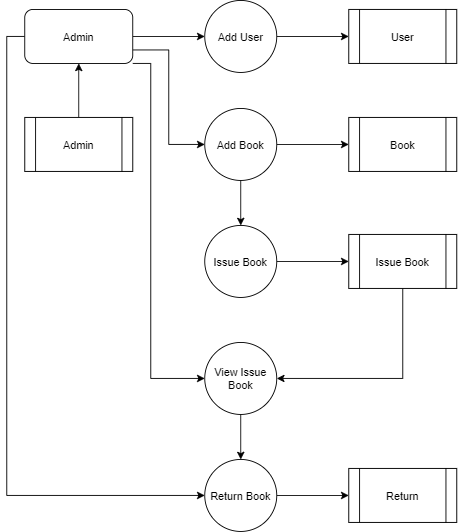 Admin
Add User
User
Admin
Add Book
Book
Issue Book
Issue Book
View Issue
Book
Return Book
Return